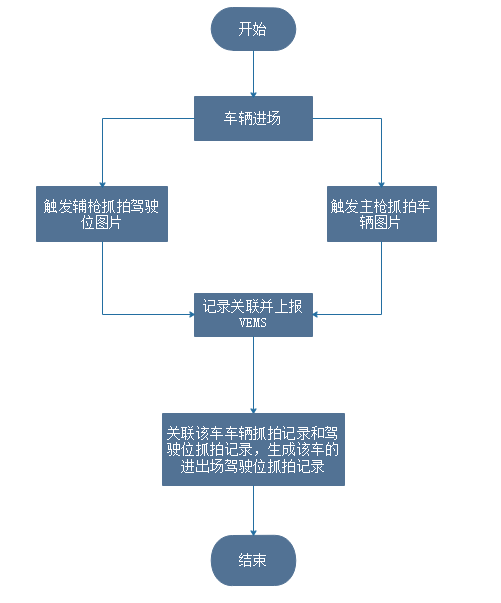 开始
车辆进场
触发辅枪抓拍驾驶
位图片
触发主枪抓拍车
辆图片
记录关联并上报
VEMS
关联该车车辆抓拍记录和驾
驶位抓拍记录，生成该车的
进出场驾驶位抓拍记录
结束